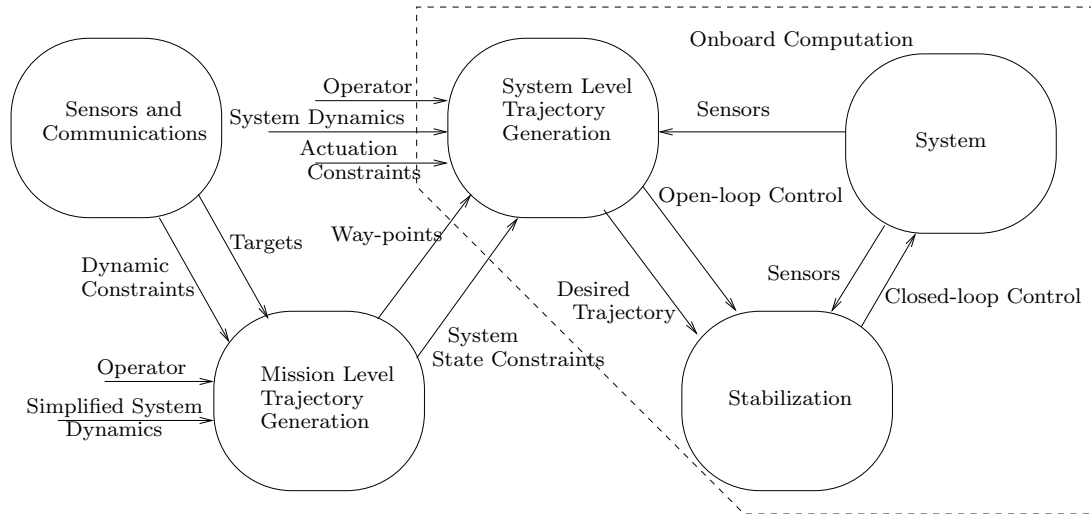 Onboard Computation
Sensors and
Communications
Operator
System Dynamics
Actuation
Constraints
System Level
Trajectory
Generation
Sensors
System
Targets
Dynamic
Constraints
Way-points
Open-loop Control
Sensors
Closed-loop Control
Desired
Trajectory
System
State Constraints
Operator
Simplified System
Dynamics
Mission Level
Trajectory
Generation
Stabilization